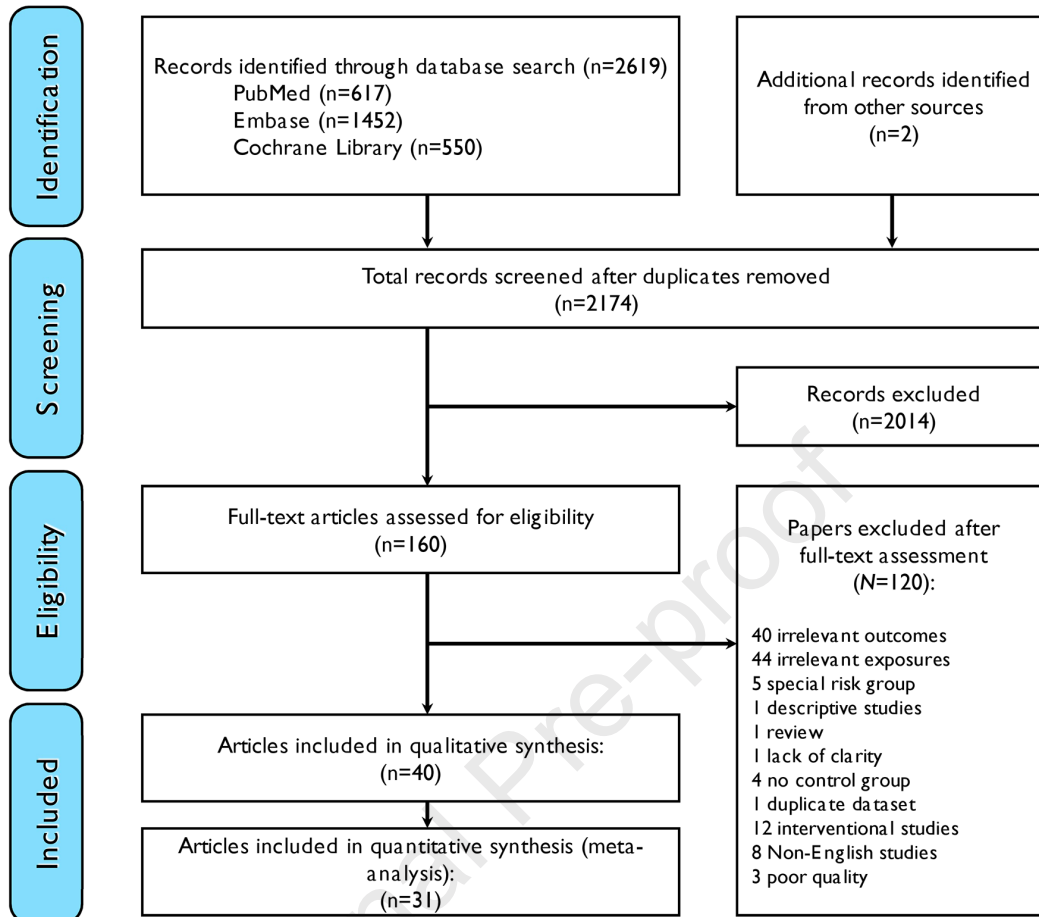 Identification
Records identified through database search (n=2619)
PubMed (n=617)
Embase (n=1452)
Cochrane Library (n=550)
Additional records identified
from other sources
(n=2)
Screening
Total records screened after duplicates removed
(n=2174)
Records excluded
(n=2014)
Eligibility
Full-text articles assessed for eligibility
(n=160)
Papers excluded after
full-text assessment
(N=120):
40 irrelevant outcomes
44 irrelevant exposures
5 special risk group
1 descriptive studies
1 review
1 lack of clarity
4 no control group
1 duplicate dataset
12 interventional studies
8 Non-English studies
3 poor quality
Included
Articles included in qualitative synthesis:
(n=40)
Articles included in quantitative synthesis (meta-
analysis):
(n=31)
nal Pre-proof